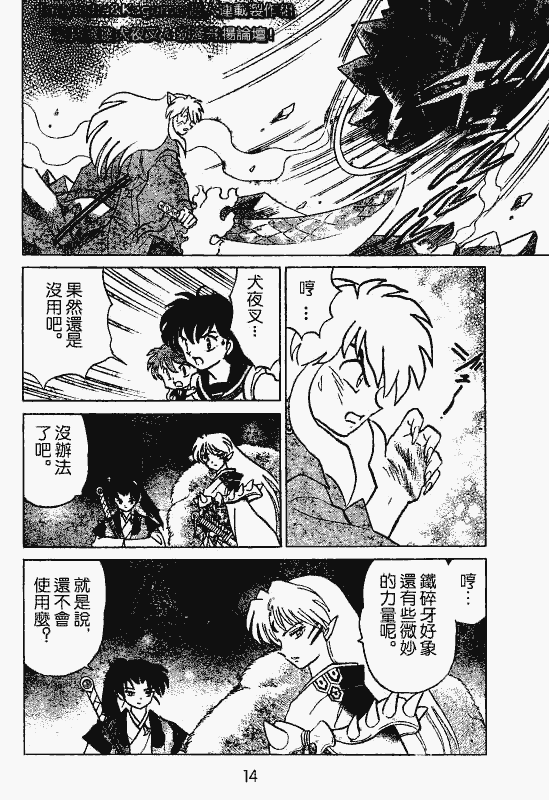 哼…
犬夜叉…
果然還是
沒用吧。
沒辦法
了吧。
哼…
鐵碎牙好象
還有些微妙
的力量呢。
就是說，
還不會
使用麼？
14